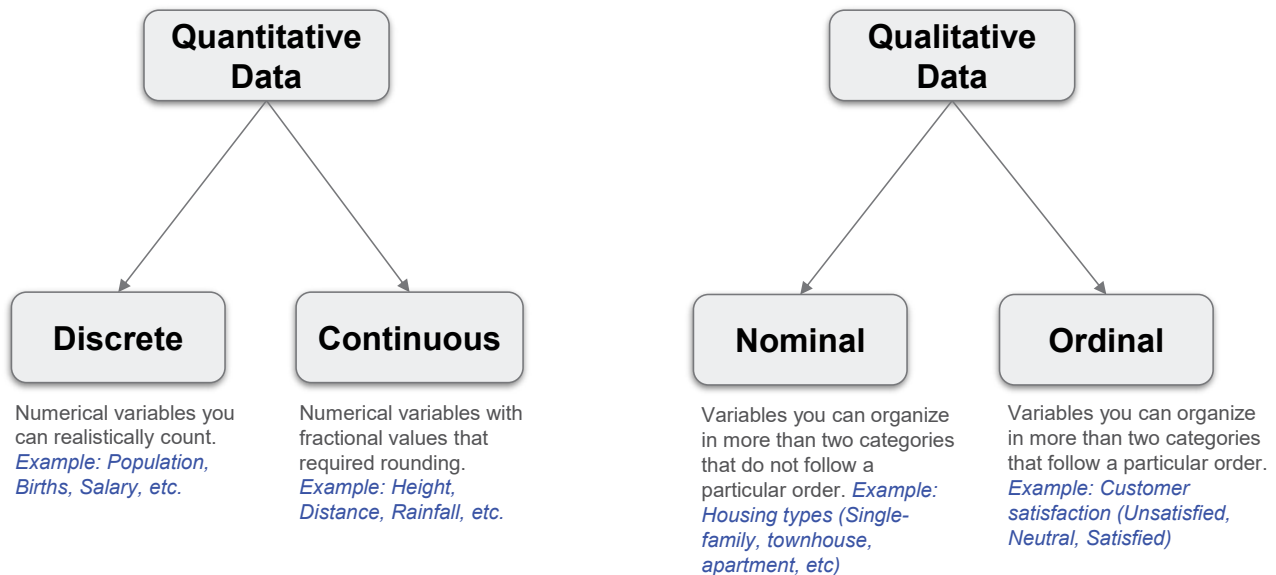 Quantitative
Data
Qualitative
Data
Discrete
Continuous
Nominal
Ordinal
Numerical variables you
can realistically count.
Example: Population,
Births, Salary, etc.
Numerical variables with
fractional values that
required rounding.
Example: Height,
Distance, Rainfall, etc.
Variables you can organize
in more than two categories
that do not follow a
particular order. Example:
Housing types (Single-
family, townhouse,
apartment, etc)
Variables you can organize
in more than two categories
that follow a particular order.
Example: Customer
satisfaction (Unsatisfied,
Neutral, Satisfied)